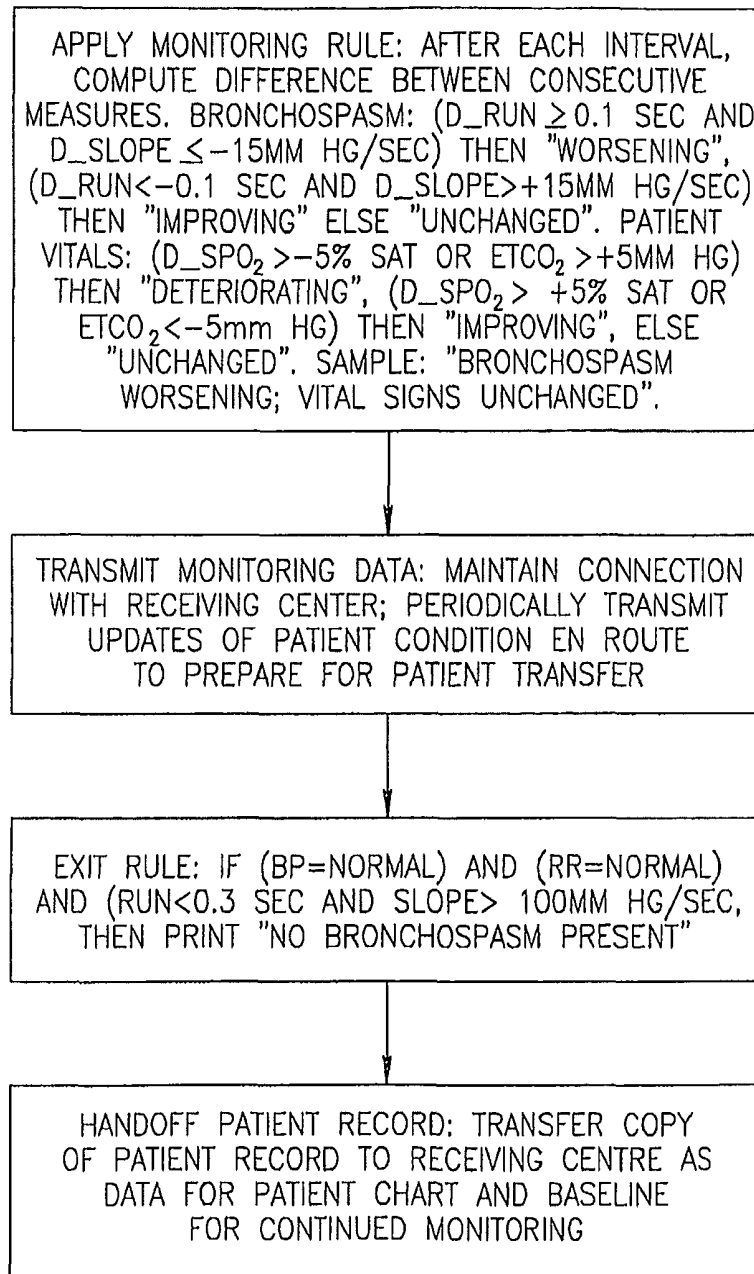 APPLY MONITORING RULE: AFTER EACH INTERVAL,
COMPUTE DIFFERENCE BETWEEN CONSECUTIVE
MEASURES. BRONCHOSPASM: (D_RUN ≥ 0.1 SEC AND
D_SLOPE ≤ -15MM HG/SEC) THEN "WORSENING",
(D_RUN<-0.1 SEC AND D_SLOPE>+15MM HG/SEC)
THEN "IMPROVING" ELSE "UNCHANGED". PATIENT
VITALS: (D_SPO₂ >-5% SAT OR ETCO₂ >+5MM HG)
THEN "DETERIORATING", (D_SPO₂ > +5% SAT OR
ETCO₂<-5mm HG) THEN "IMPROVING", ELSE
"UNCHANGED". SAMPLE: "BRONCHOSPASM
WORSENING; VITAL SIGNS UNCHANGED".
TRANSMIT MONITORING DATA: MAINTAIN CONNECTION
WITH RECEIVING CENTER; PERIODICALLY TRANSMIT
UPDATES OF PATIENT CONDITION EN ROUTE
TO PREPARE FOR PATIENT TRANSFER
EXIT RULE: IF (BP=NORMAL) AND (RR=NORMAL)
AND (RUN<0.3 SEC AND SLOPE> 100MM HG/SEC,
THEN PRINT "NO BRONCHOSPASM PRESENT"
HANDOFF PATIENT RECORD: TRANSFER COPY
OF PATIENT RECORD TO RECEIVING CENTRE AS
DATA FOR PATIENT CHART AND BASELINE
FOR CONTINUED MONITORING